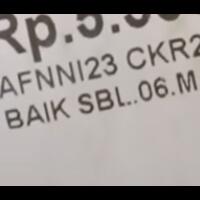 Rp.5.
AFNNI23 CKR2
BAIK SBL..06.M